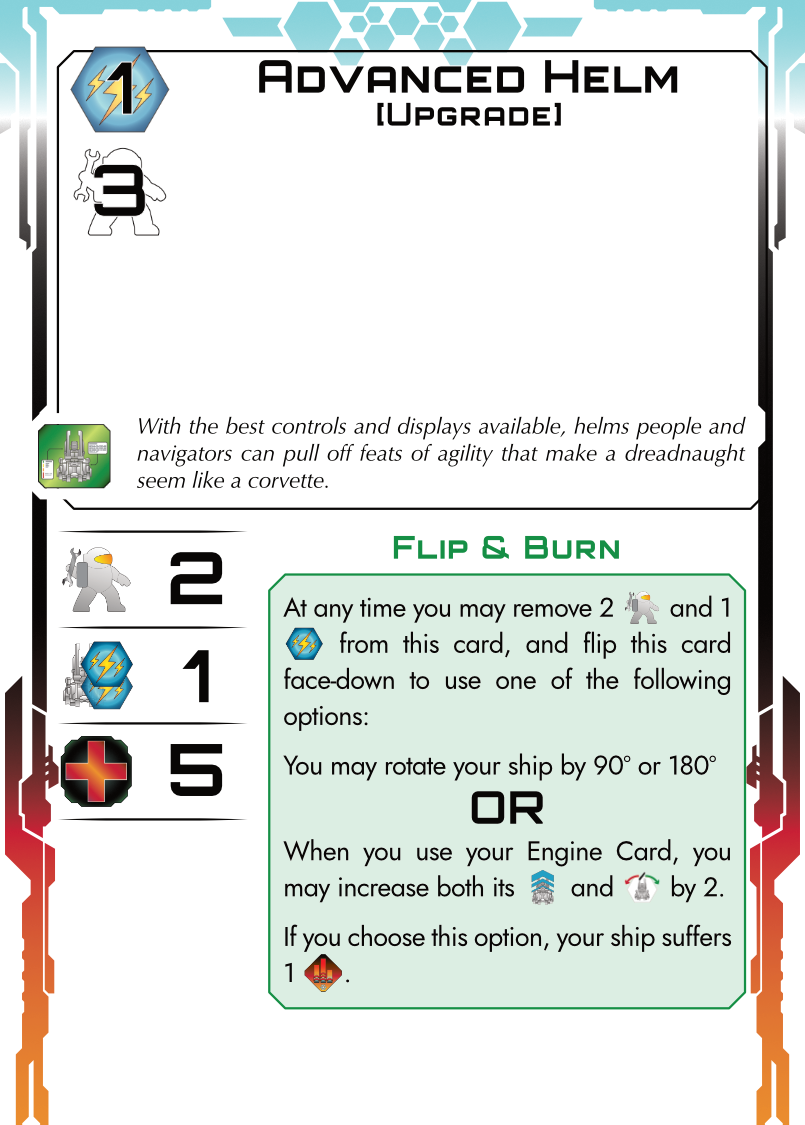 1
Advanced Helm
[Upgrade]
3
With the best controls and displays available, helms people and
navigators can pull off feats of agility that make a dreadnaught
seem like a corvette.
2
1
5
Flip & Burn
At any time you may remove 2 and 1
from this card, and flip this card
face-down to use one of the following
options:
You may rotate your ship by 90° or 180°
OR
When you use your Engine Card, you
may increase both its and by 2.
If you choose this option, your ship suffers
1 .